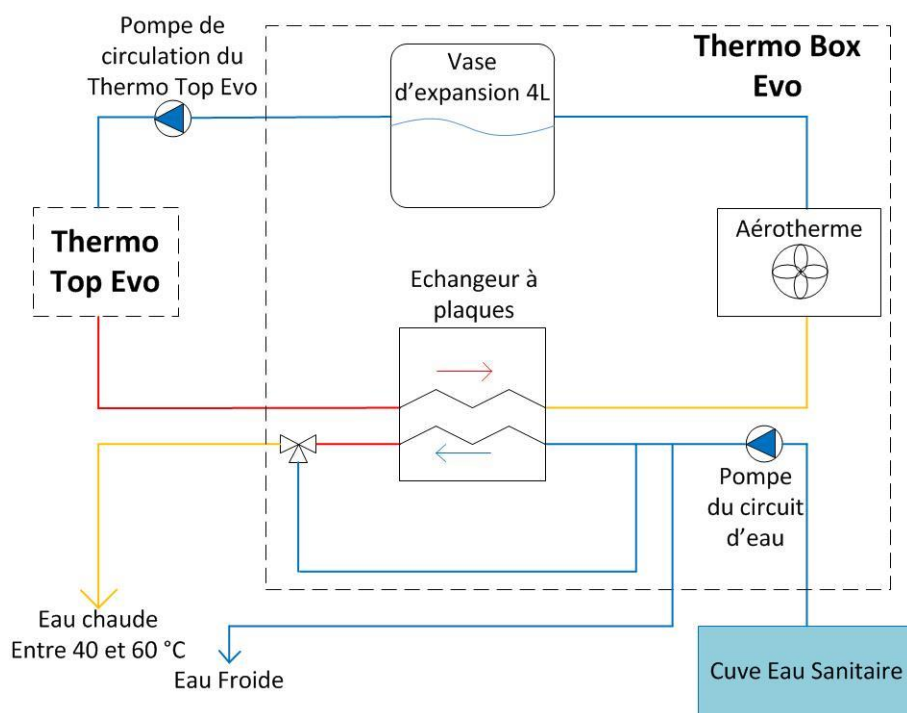 Pompe de
circulation du
Thermo Top Evo
Vase
d'expansion 4L
Thermo Box
Evo
Thermo
Top Evo
Aérotherme
Echangeur à
plaques
Pompe
du circuit
d'eau
Eau chaude
Entre 40 et 60 °C
Eau Froide
Cuve Eau Sanitaire